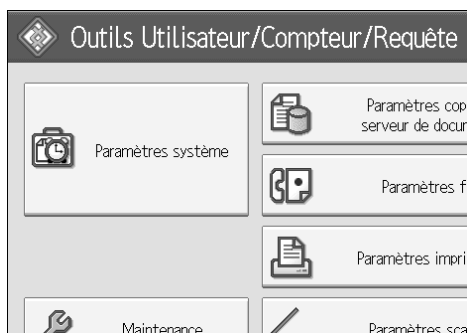 Outils Utilisateur/Compteur/Requête
Paramètres système
Paramètres cop
serveur de docur
Paramètres f
Paramètres impri
Maintenance
Paramètres sca